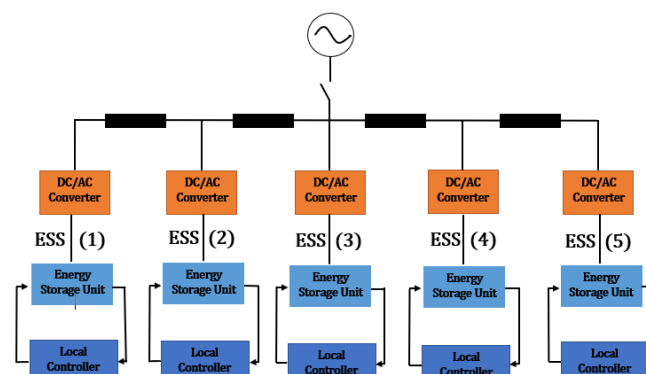 DC/AC
Converter
DC/AC
Converter
DC/AC
Converter
DC/AC
Converter
DC/AC
Converter
ESS (1)
ESS (2)
ESS (3)
ESS (4)
ESS (5)
Energy
Storage Unit
Energy
Storage Unit
Energy
Storage Unit
Energy
Storage Unit
Energy
Storage Unit
Local
Controller
Local
Controller
Local
Controller
Local
Controller
Local
Controller